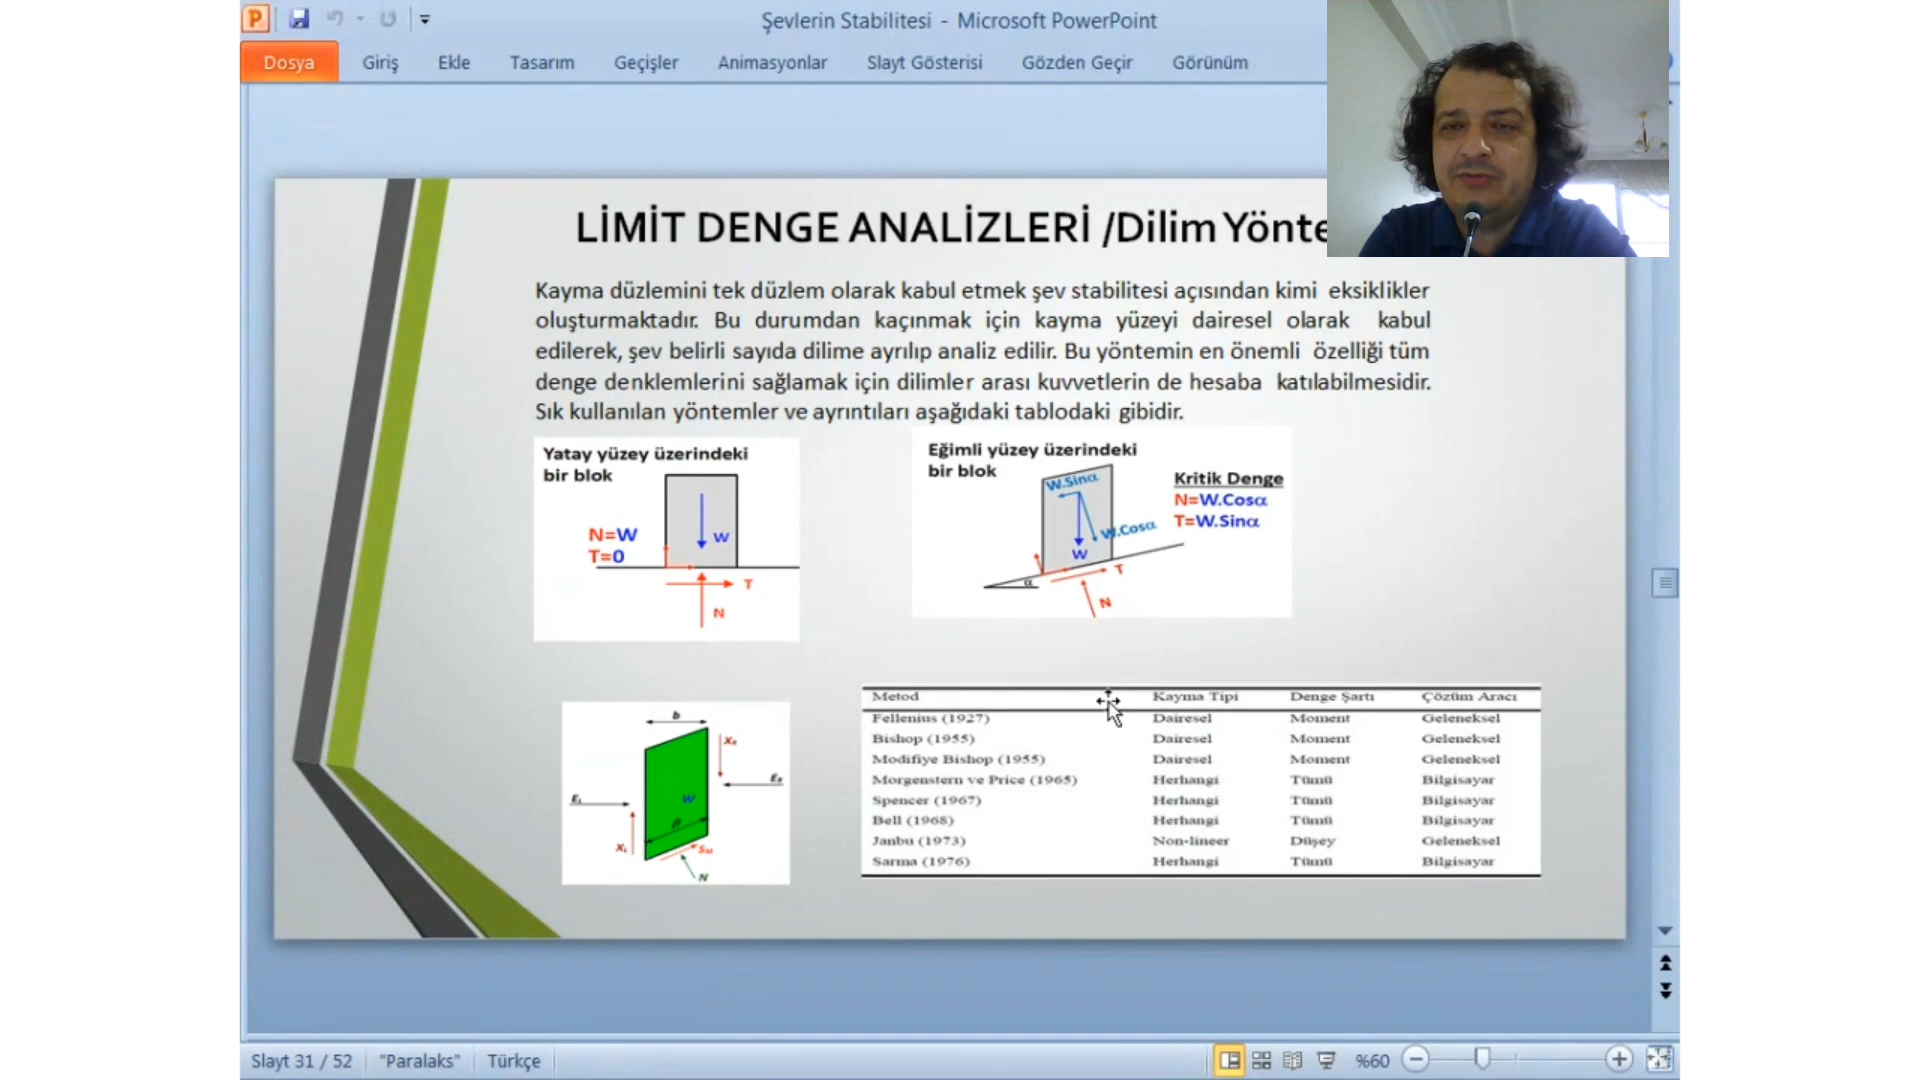 Şevlerin Stabilitesi - Microsoft PowerPoint
Dosya Giriş Ekle Tasarım Geçişler Animasyonlar Slayt Gösterisi Gözden Geçir Görünüm
LİMİT DENGE ANALİZLERİ /Dilim Yönte
Kayma düzlemini tek düzlem olarak kabul etmek şev stabilitesi açısından kimi eksiklikler
oluşturmaktadır. Bu durumdan kaçınmak için kayma yüzeyi dairesel olarak kabul
edilerek, şev belirli sayıda dilime ayrılıp analiz edilir. Bu yöntemin en önemli özelliği tüm
denge denklemlerini sağlamak için dilimler arası kuvvetlerin de hesaba katılabilmesidir.
Sık kullanılan yöntemler ve ayrıntıları aşağıdaki tablodaki gibidir.
Yatay yüzey üzerindeki
bir blok
N=W
T=0
W
T
N
Eğimli yüzey üzerindeki
bir blok
W.Sinα
W.Cosα
W
T
α
N
Kritik Denge
N=W.Cosα
T=W.Sinα
b
XR
ER
EL
W
β
XL
SM
N
Metod Kayma Tipi Denge Şartı Çözüm Aracı
Fellenius (1927) Dairesel Moment Geleneksel
Bishop (1955) Dairesel Moment Geleneksel
Modifiye Bishop (1955) Dairesel Moment Geleneksel
Morgenstern ve Price (1965) Herhangi Tümü Bilgisayar
Spencer (1967) Herhangi Tümü Bilgisayar
Bell (1968) Herhangi Tümü Bilgisayar
Janbu (1973) Non-lineer Düşey Geleneksel
Sarma (1976) Herhangi Tümü Bilgisayar
Slayt 31 / 52 "Paralaks" Türkçe %60